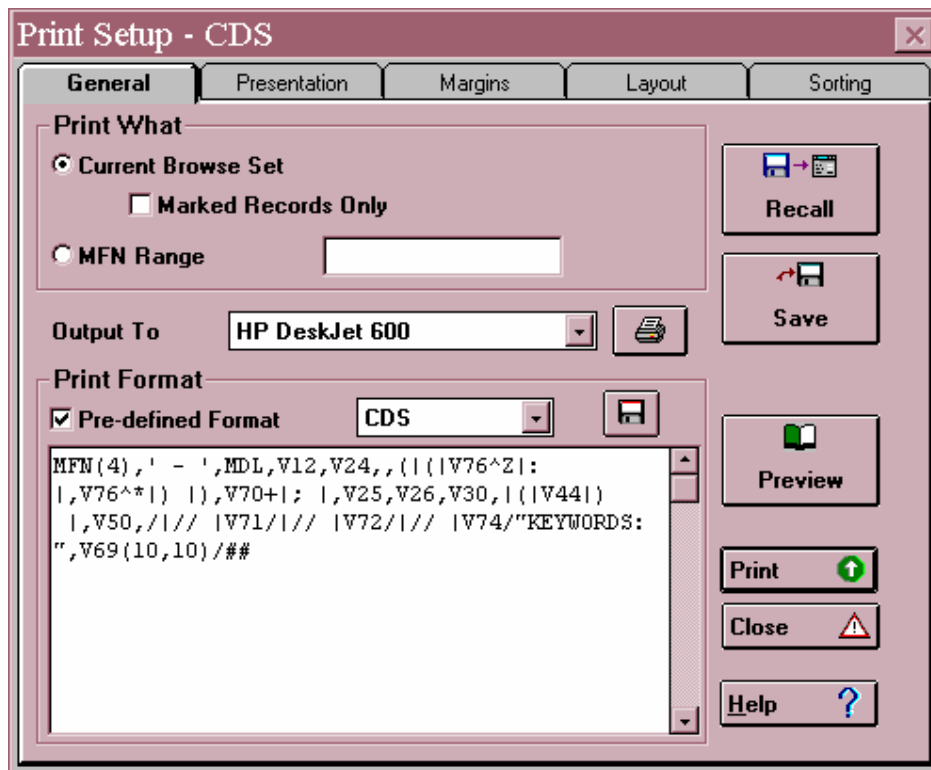 Print Setup - CDS
General Presentation Margins Layout Sorting
Print What
Current Browse Set
Marked Records Only
MFN Range
Recall
Save
Output To HP DeskJet 600
Print Format
Pre-defined Format CDS
MFN(4),' - ',MDL,V12,V24,,(|(|V76^Z|:
|,V76^*|) |),V70+|; |,V25,V26,V30,|(|V44|)
|,V50,/|// |V71/|// |V72/|// |V74/"KEYWORDS:
",V69(10,10)/##
Preview
Print
Close
Help ?